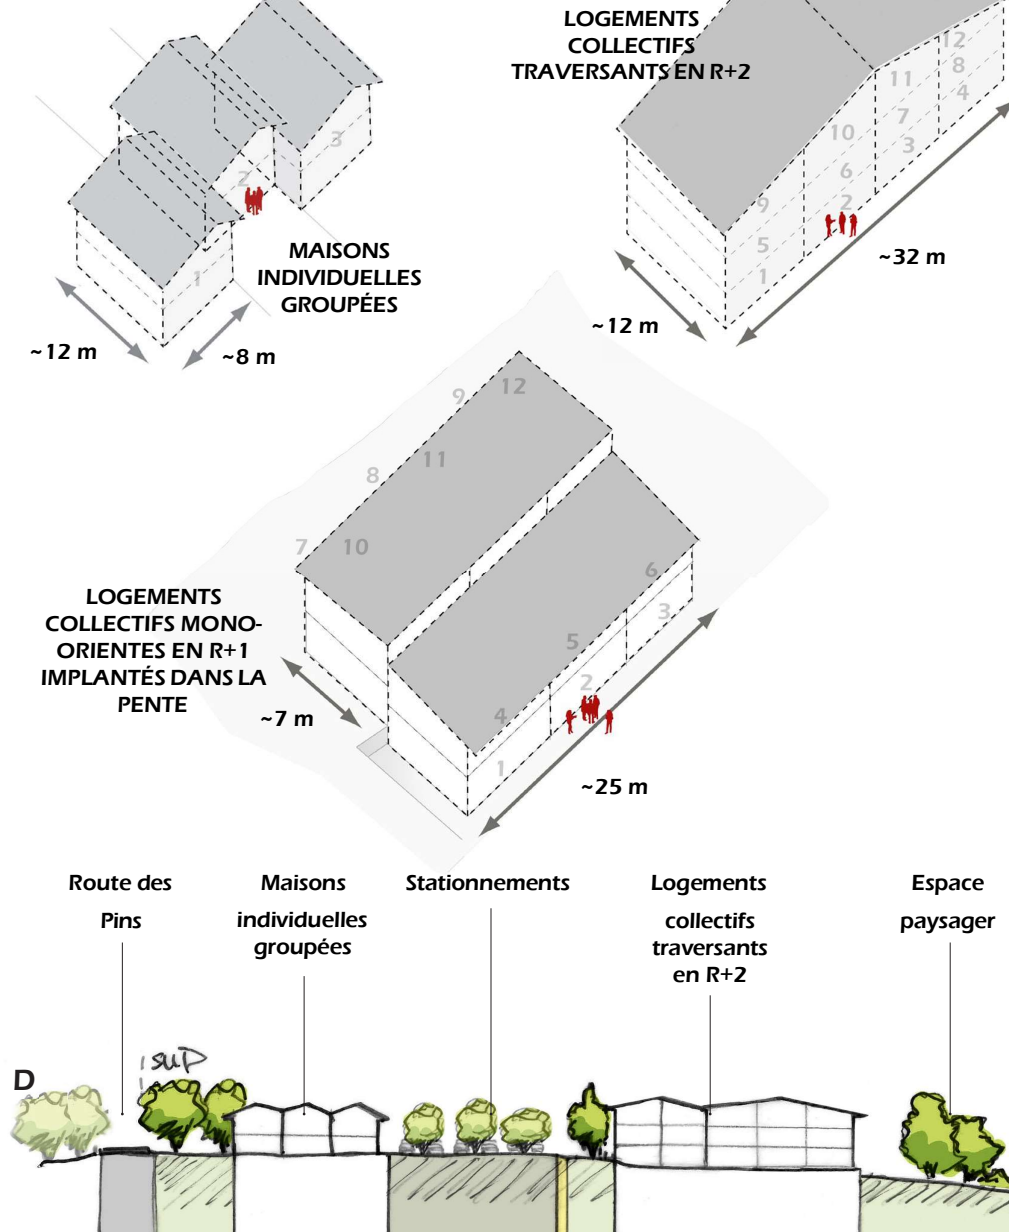 LOGEMENTS
COLLECTIFS
TRAVERSANTS EN R+2
12
8
4
11
7
3
10
6
2
9
5
1
~32 m
~12 m
3
2
1
MAISONS
INDIVIDUELLES
GROUPÉES
~12 m
~8 m
9
12
8
11
7
10
6
3
5
2
4
1
LOGEMENTS
COLLECTIFS MONO-
ORIENTES EN R+1
IMPLANTÉS DANS LA
PENTE
~7 m
~25 m
Route des
Pins
Maisons
individuelles
groupées
Stationnements
Logements
collectifs
traversants
en R+2
Espace
paysager
D
SUD